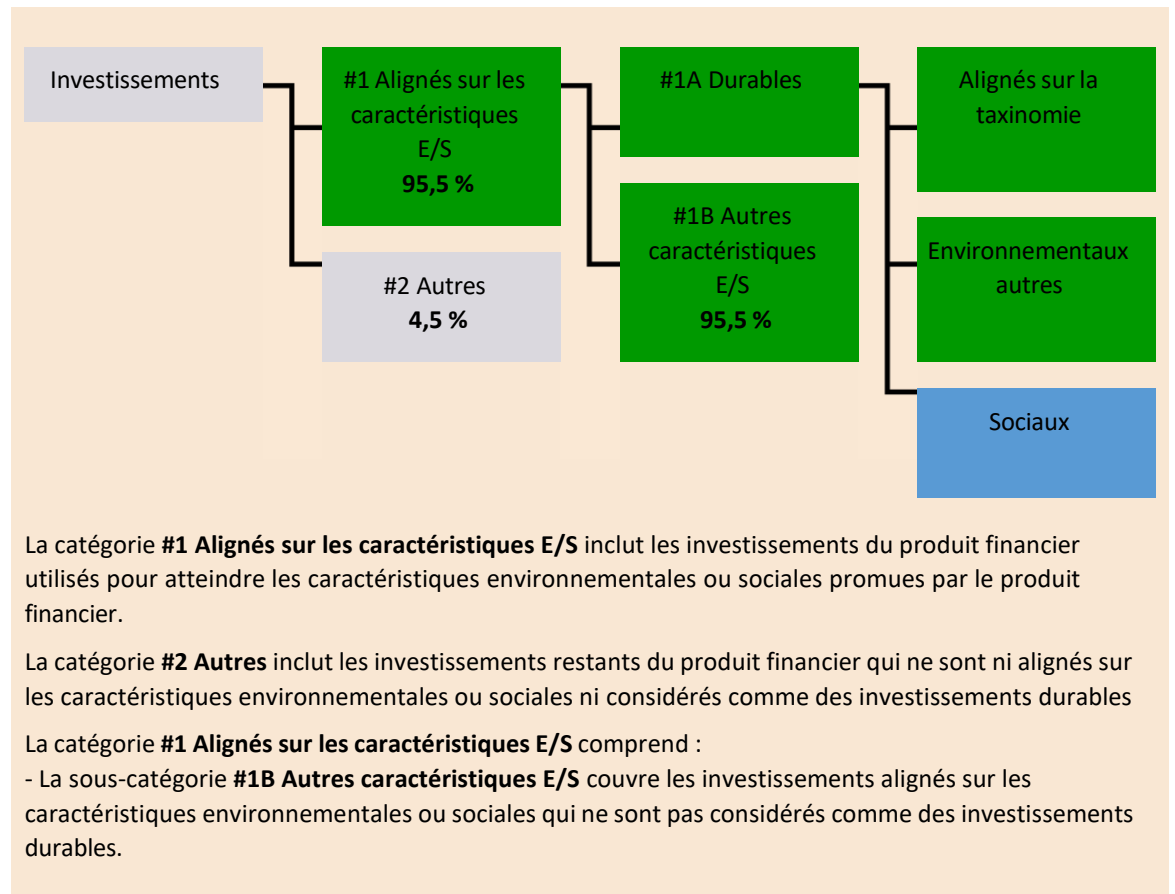 Investissements
#1 Alignés sur les
caractéristiques
E/S
95,5 %
#2 Autres
4,5 %
#1A Durables
#1B Autres
caractéristiques
E/S
95,5 %
Alignés sur la
taxinomie
Environnementaux
autres
Sociaux
La catégorie #1 Alignés sur les caractéristiques E/S inclut les investissements du produit financier
utilisés pour atteindre les caractéristiques environnementales ou sociales promues par le produit
financier.
La catégorie #2 Autres inclut les investissements restants du produit financier qui ne sont ni alignés sur
les caractéristiques environnementales ou sociales ni considérés comme des investissements durables
La catégorie #1 Alignés sur les caractéristiques E/S comprend :
- La sous-catégorie #1B Autres caractéristiques E/S couvre les investissements alignés sur les
caractéristiques environnementales ou sociales qui ne sont pas considérés comme des investissements
durables.